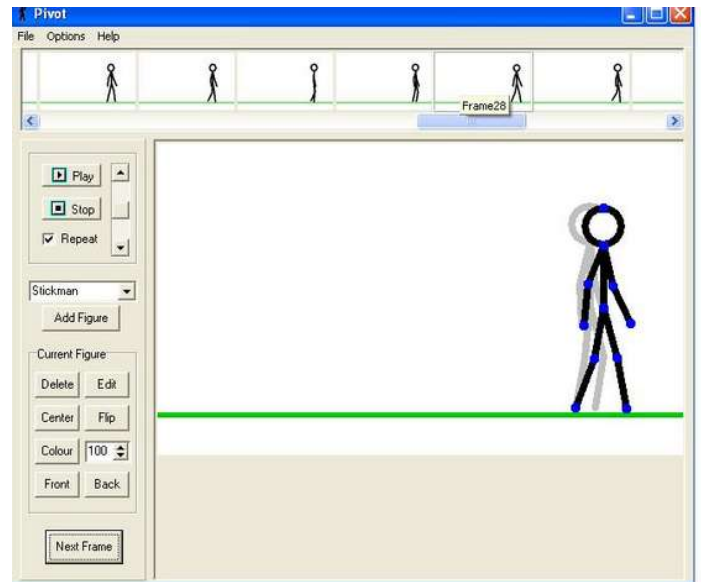 Pivot
File Options Help
Frame28
Play
Stop
Repeat
Stickman
Add Figure
Current Figure
Delete Edit
Center Flip
Colour 100
Front Back
Next Frame